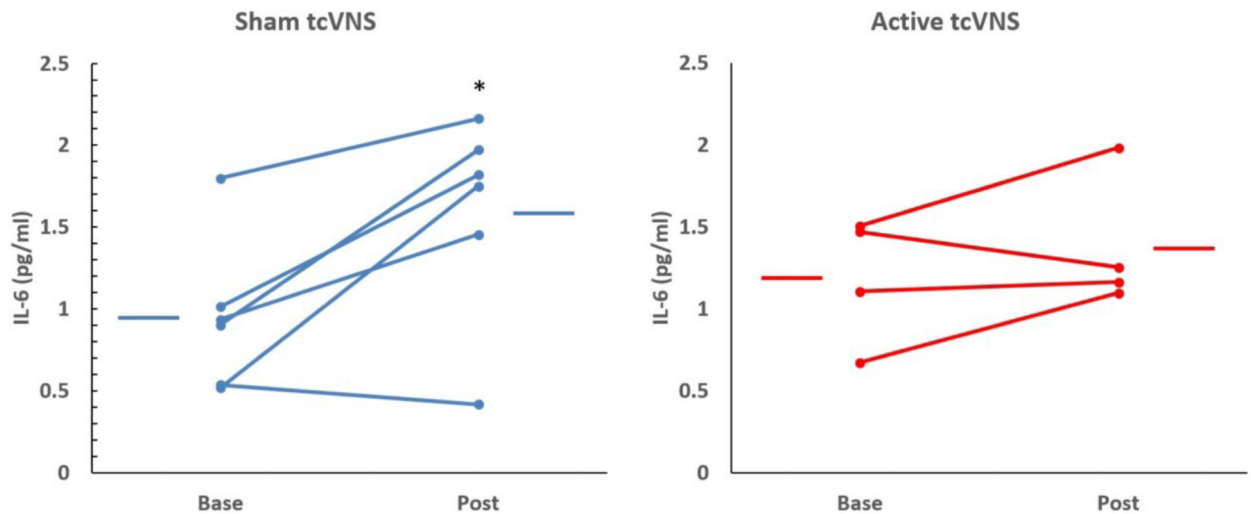 Sham tcVNS
2.5
2
1.5
1
0.5
0
IL-6 (pg/ml)
*
Base
Post
Active tcVNS
2.5
2
1.5
1
0.5
0
IL-6 (pg/ml)
Base
Post